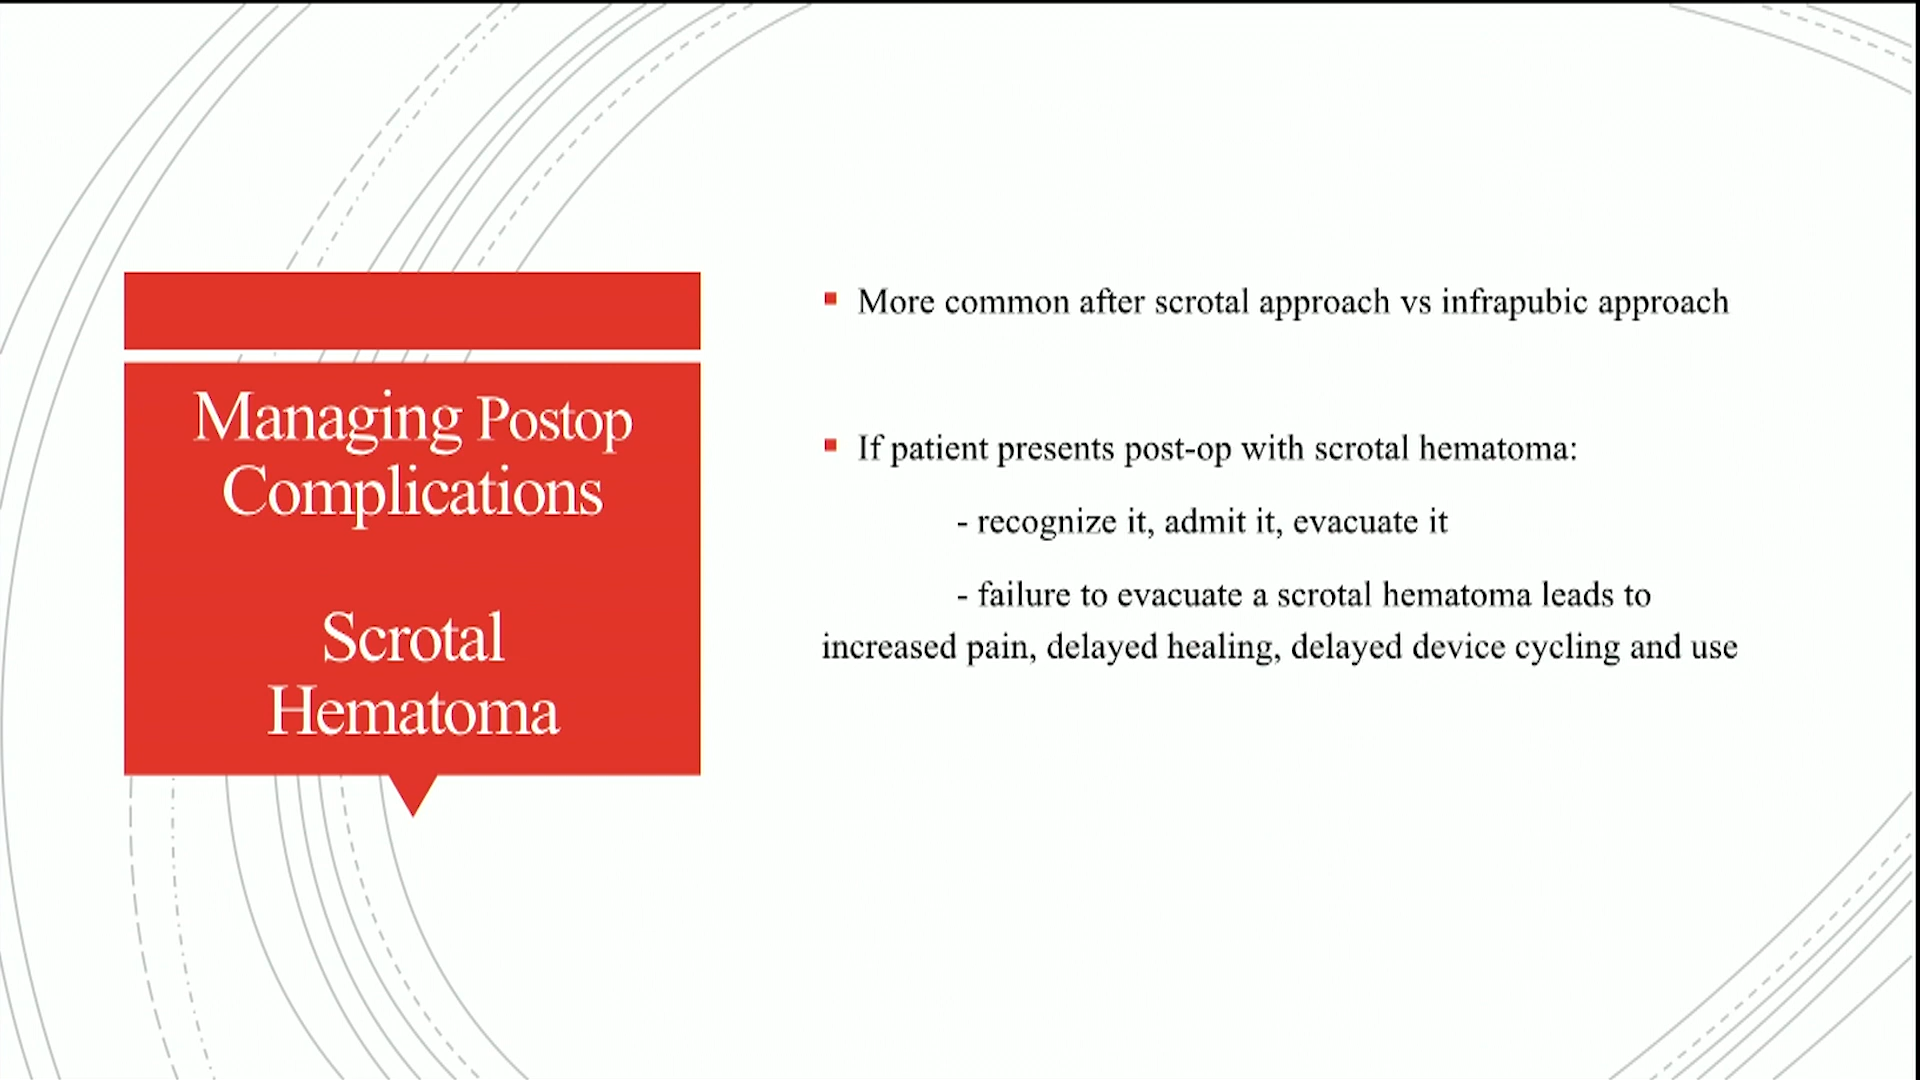 Managing Postop
Complications
Scrotal
Hematoma
More common after scrotal approach vs infrapubic approach
If patient presents post-op with scrotal hematoma:
- recognize it, admit it, evacuate it
- failure to evacuate a scrotal hematoma leads to
increased pain, delayed healing, delayed device cycling and use